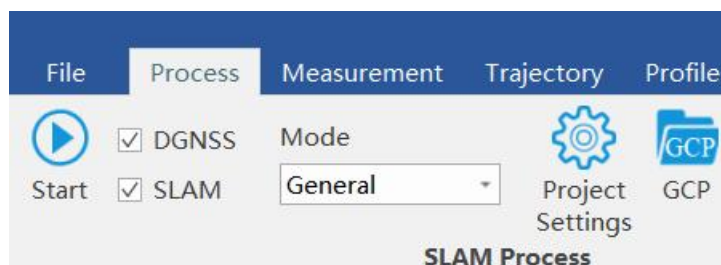 File Process Measurement Trajectory Profile
DGNSS Mode
GCP
Start SLAM General Project GCP
Settings
SLAM Process